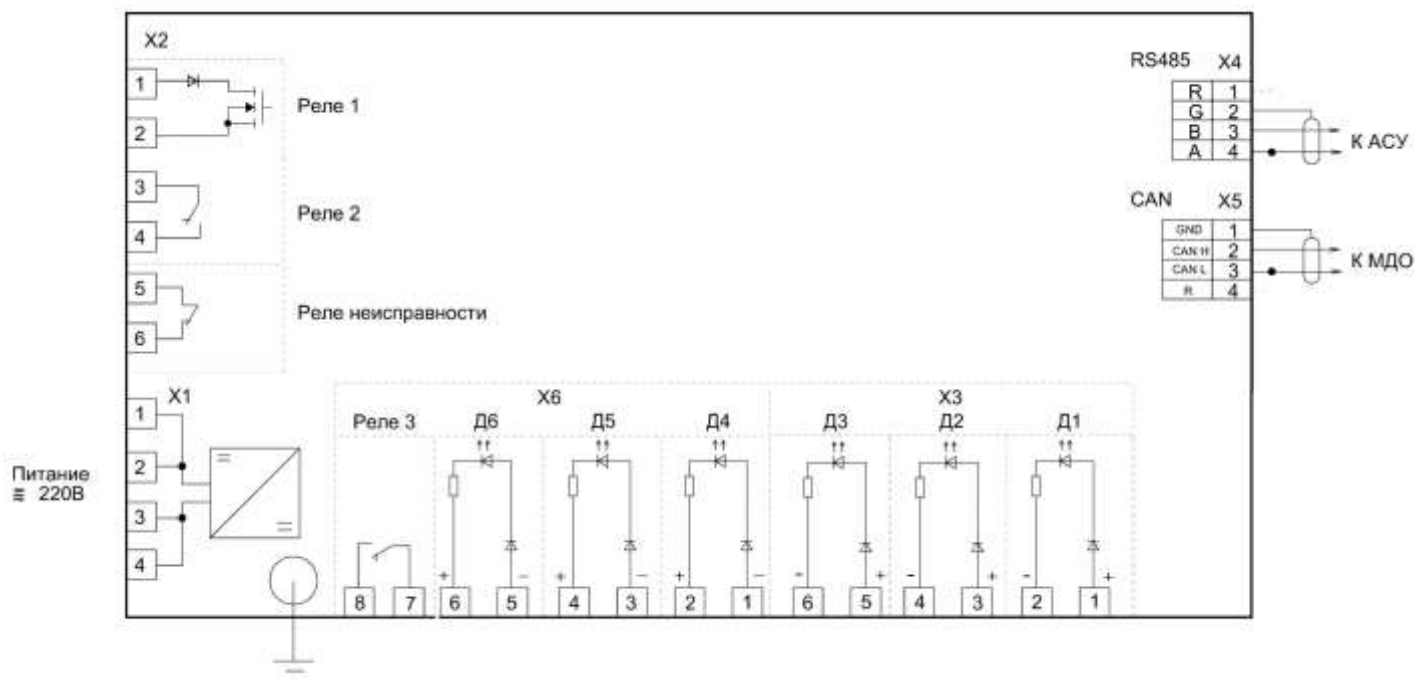 X2
1
2
Реле 1
3
4
Реле 2
5
6
Реле неисправности
RS485 X4
R 1
G 2
B 3
A 4
К АСУ
CAN X5
GND 1
CAN H 2
CAN L 3
R 4
К МДО
X1
1
2
3
4
Питание
≅ 220В
X6 X3
Реле 3 Д6 Д5 Д4 Д3 Д2 Д1
+ – + – + – - + - + - +
8 7 6 5 4 3 2 1 6 5 4 3 2 1